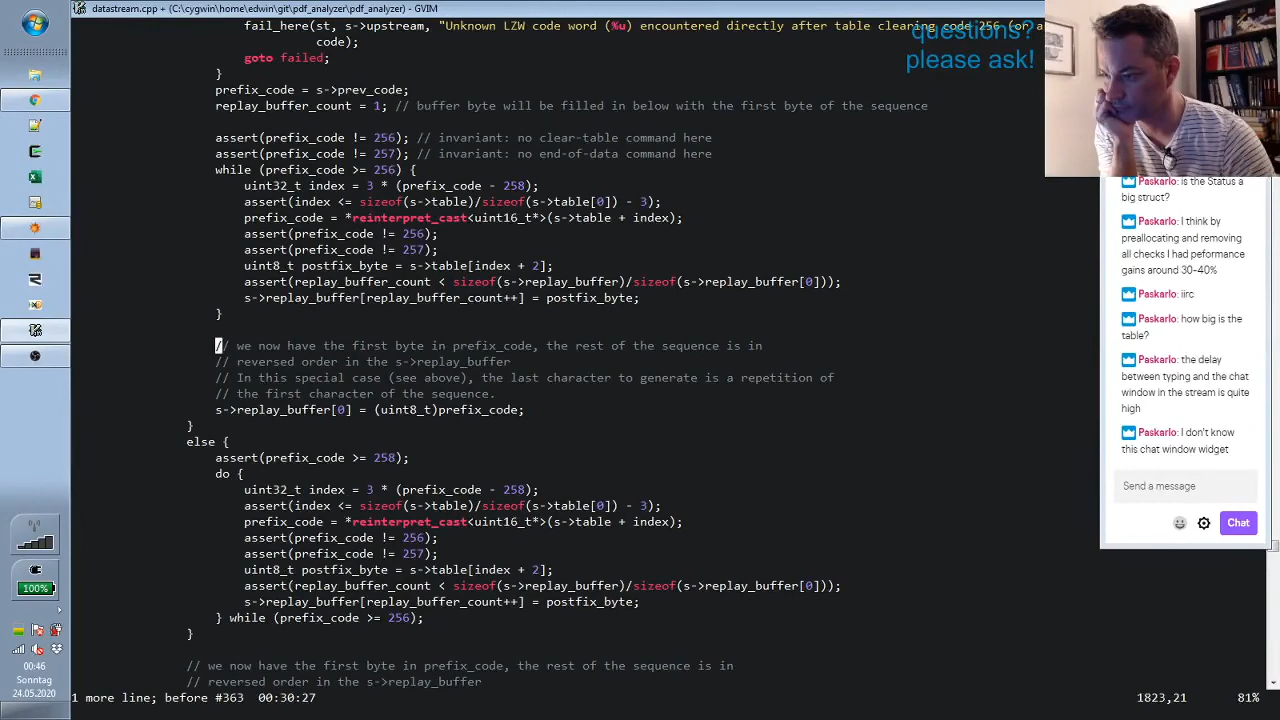 datastream.cpp + (C:\cygwin\home\edwin\git\pdf_analyzer\pdf_analyzer) - GVIM
fail_here(st, s->upstream, "Unknown LZW code word (%u) encountered directly after table clearing code 256 (or a
code);
goto failed;
}
prefix_code = s->prev_code;
replay_buffer_count = 1; // buffer byte will be filled in below with the first byte of the sequence
assert(prefix_code != 256); // invariant: no clear-table command here
assert(prefix_code != 257); // invariant: no end-of-data command here
while (prefix_code >= 256) {
uint32_t index = 3 * (prefix_code - 258);
assert(index <= sizeof(s->table)/sizeof(s->table[0]) - 3);
prefix_code = *reinterpret_cast<uint16_t*>(s->table + index);
assert(prefix_code != 256);
assert(prefix_code != 257);
uint8_t postfix_byte = s->table[index + 2];
assert(replay_buffer_count < sizeof(s->replay_buffer)/sizeof(s->replay_buffer[0]));
s->replay_buffer[replay_buffer_count++] = postfix_byte;
}
// we now have the first byte in prefix_code, the rest of the sequence is in
// reversed order in the s->replay_buffer
// In this special case (see above), the last character to generate is a repetition of
// the first character of the sequence.
s->replay_buffer[0] = (uint8_t)prefix_code;
}
else {
assert(prefix_code >= 258);
do {
uint32_t index = 3 * (prefix_code - 258);
assert(index <= sizeof(s->table)/sizeof(s->table[0]) - 3);
prefix_code = *reinterpret_cast<uint16_t*>(s->table + index);
assert(prefix_code != 256);
assert(prefix_code != 257);
uint8_t postfix_byte = s->table[index + 2];
assert(replay_buffer_count < sizeof(s->replay_buffer)/sizeof(s->replay_buffer[0]));
s->replay_buffer[replay_buffer_count++] = postfix_byte;
} while (prefix_code >= 256);
}
// we now have the first byte in prefix_code, the rest of the sequence is in
// reversed order in the s->replay_buffer
1 more line; before #363 00:30:27
1823,21
81%
questions?
please ask!
Paskarlo: is the Status a
big struct?
Paskarlo: I think by
preallocating and removing
all checks I had peformance
gains around 30-40%
Paskarlo: iirc
Paskarlo: how big is the
table?
Paskarlo: the delay
between typing and the chat
window in the stream is quite
high
Paskarlo: I don't know
this chat window widget
Send a message
Chat
100%
00:46
Sonntag
24.05.2020